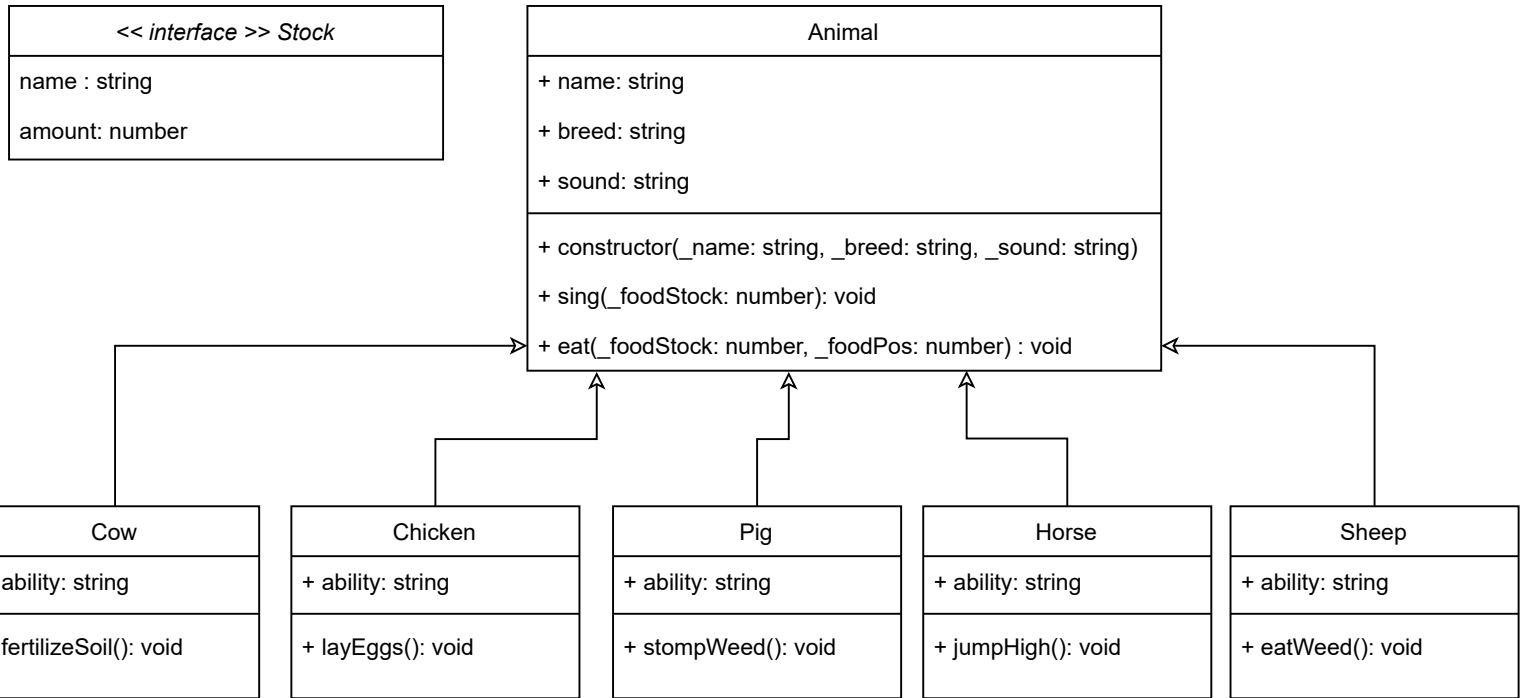 << interface >> Stock
name : string
amount: number
Animal
+ name: string
+ breed: string
+ sound: string
+ constructor(_name: string, _breed: string, _sound: string)
+ sing(_foodStock: number): void
+ eat(_foodStock: number, _foodPos: number) : void
Cow
ability: string
fertilizeSoil(): void
Chicken
+ ability: string
+ layEggs(): void
Pig
+ ability: string
+ stompWeed(): void
Horse
+ ability: string
+ jumpHigh(): void
Sheep
+ ability: string
+ eatWeed(): void